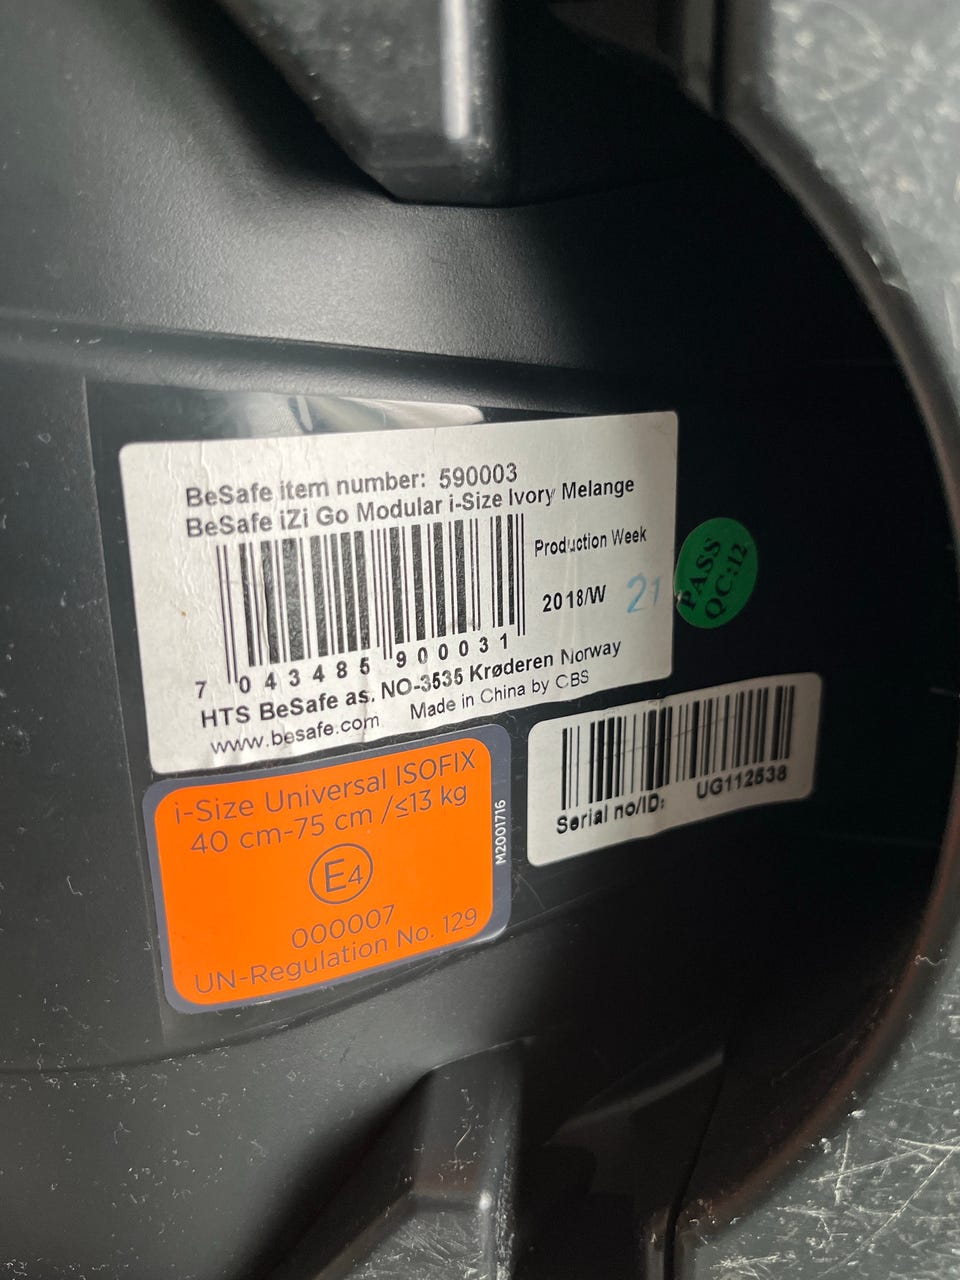 BeSafe item number: 590003
BeSafe iZi Go Modular i-Size Ivory Melange
Production Week
2018/W 21
7 043485 900031
HTS BeSafe as. NO-3535 Krøderen Norway
www.besafe.com Made in China by CBS
PASS
QC:12
i-Size Universal ISOFIX
40 cm-75 cm /≤13 kg
E4
000007
UN-Regulation No. 129
M2001716
Serial no/ID: UG112538